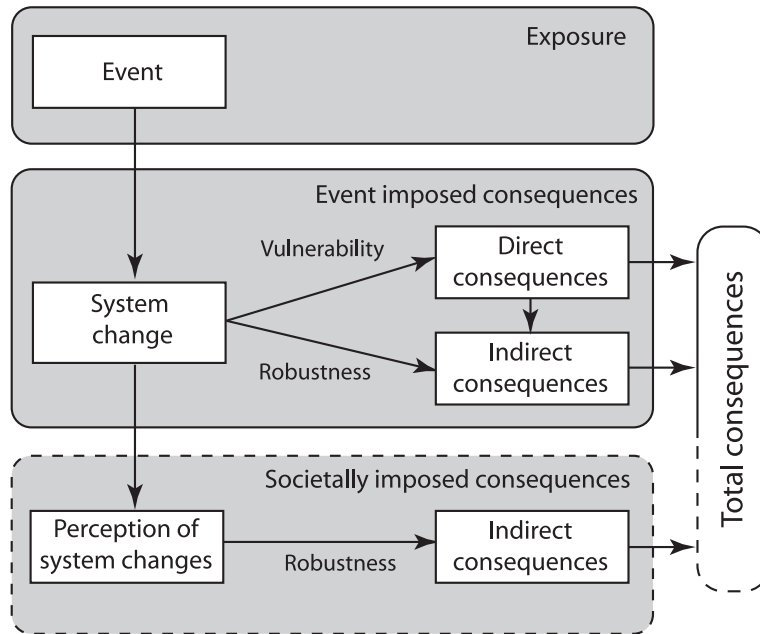 Exposure
Event
Event imposed consequences
Vulnerability
Direct
consequences
System
change
Robustness
Indirect
consequences
Total consequences
Societally imposed consequences
Perception of
system changes
Robustness
Indirect
consequences